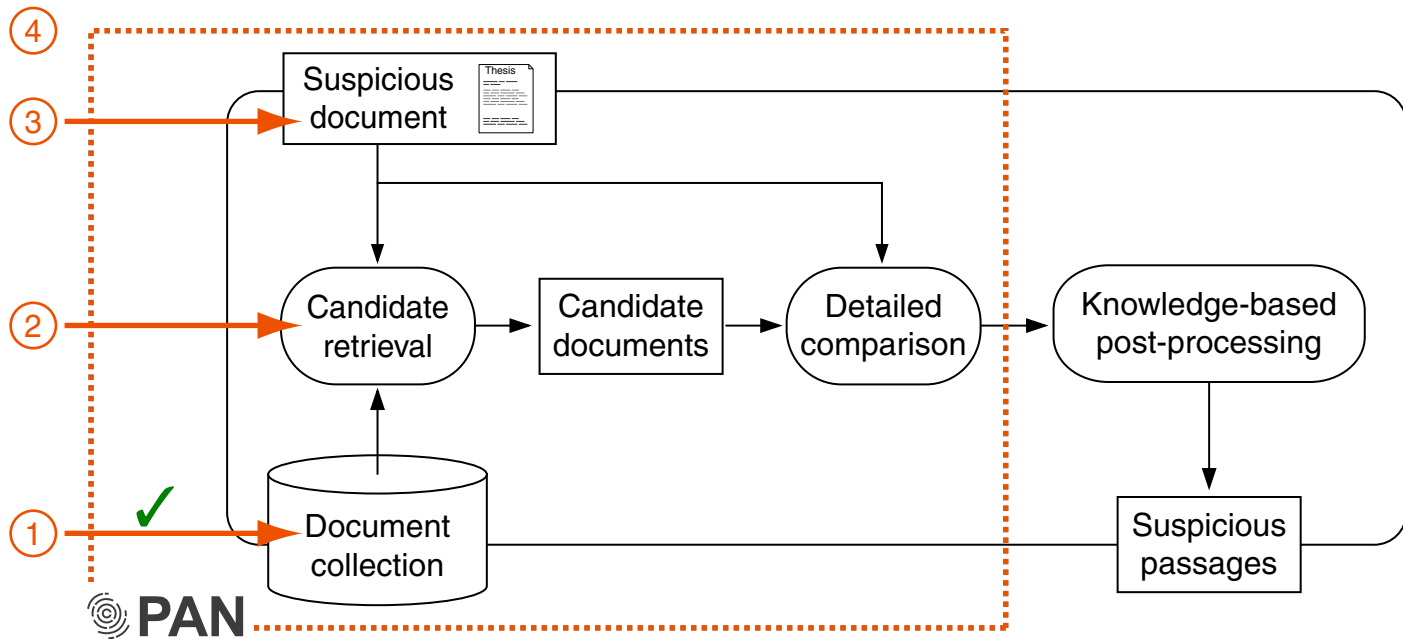 4
Suspicious
document
Thesis
3
2
Candidate
retrieval
Candidate
documents
Detailed
comparison
Knowledge-based
post-processing
1
Document
collection
Suspicious
passages
PAN